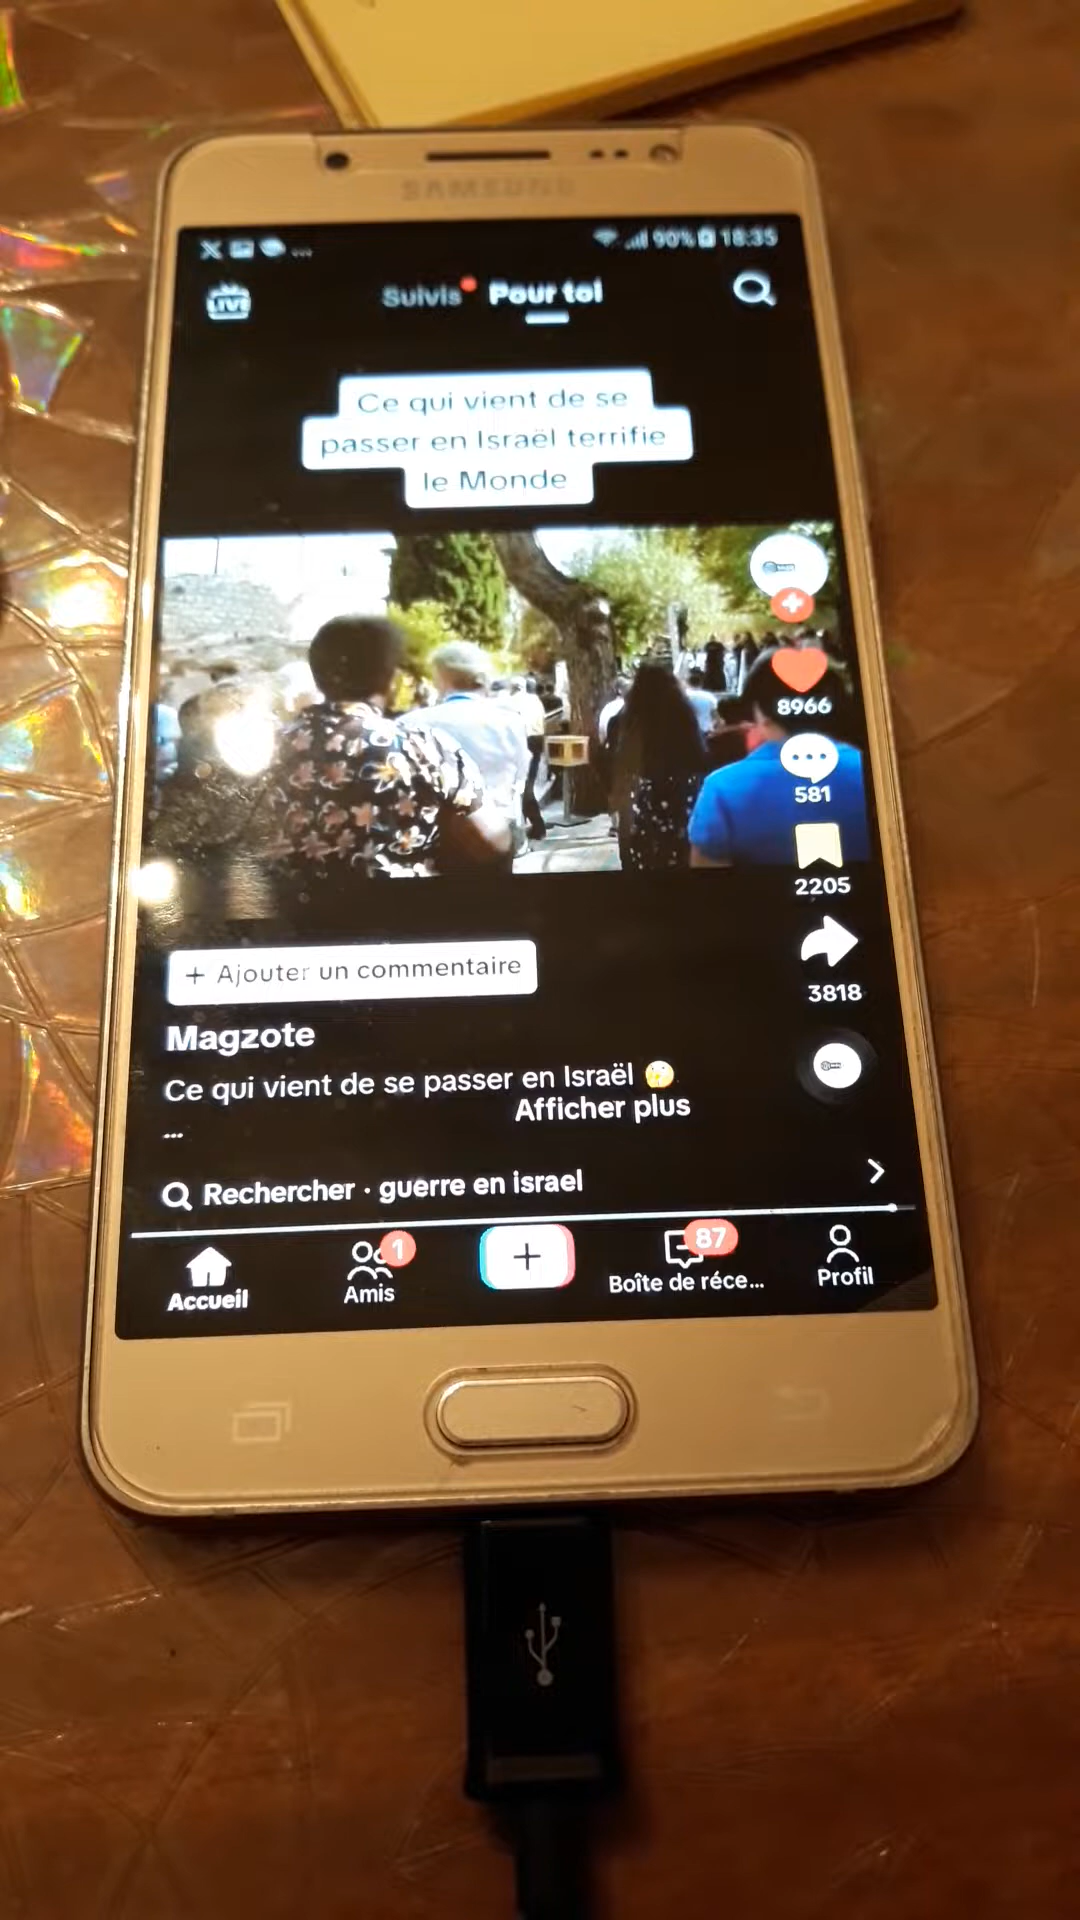 SAMSUNG
X ... 90% 18:35
LIVE Suivis Pour toi
Ce qui vient de se
passer en Israël terrifie
le Monde
8966
581
2205
3818
+ Ajouter un commentaire
Magzote
Ce qui vient de se passer en Israël 🤔
... Afficher plus
Rechercher · guerre en israel
1
87
Accueil
Amis
Boîte de réce...
Profil